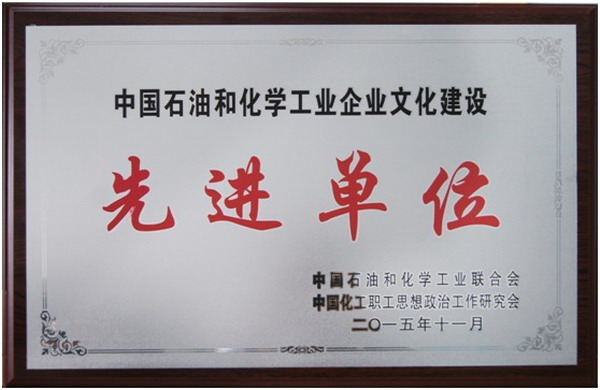 中国石油和化学工业企业文化建设
先进单位
中国石油和化学工业联合会
中国化工职工思想政治工作研究会
二〇一五年十一月